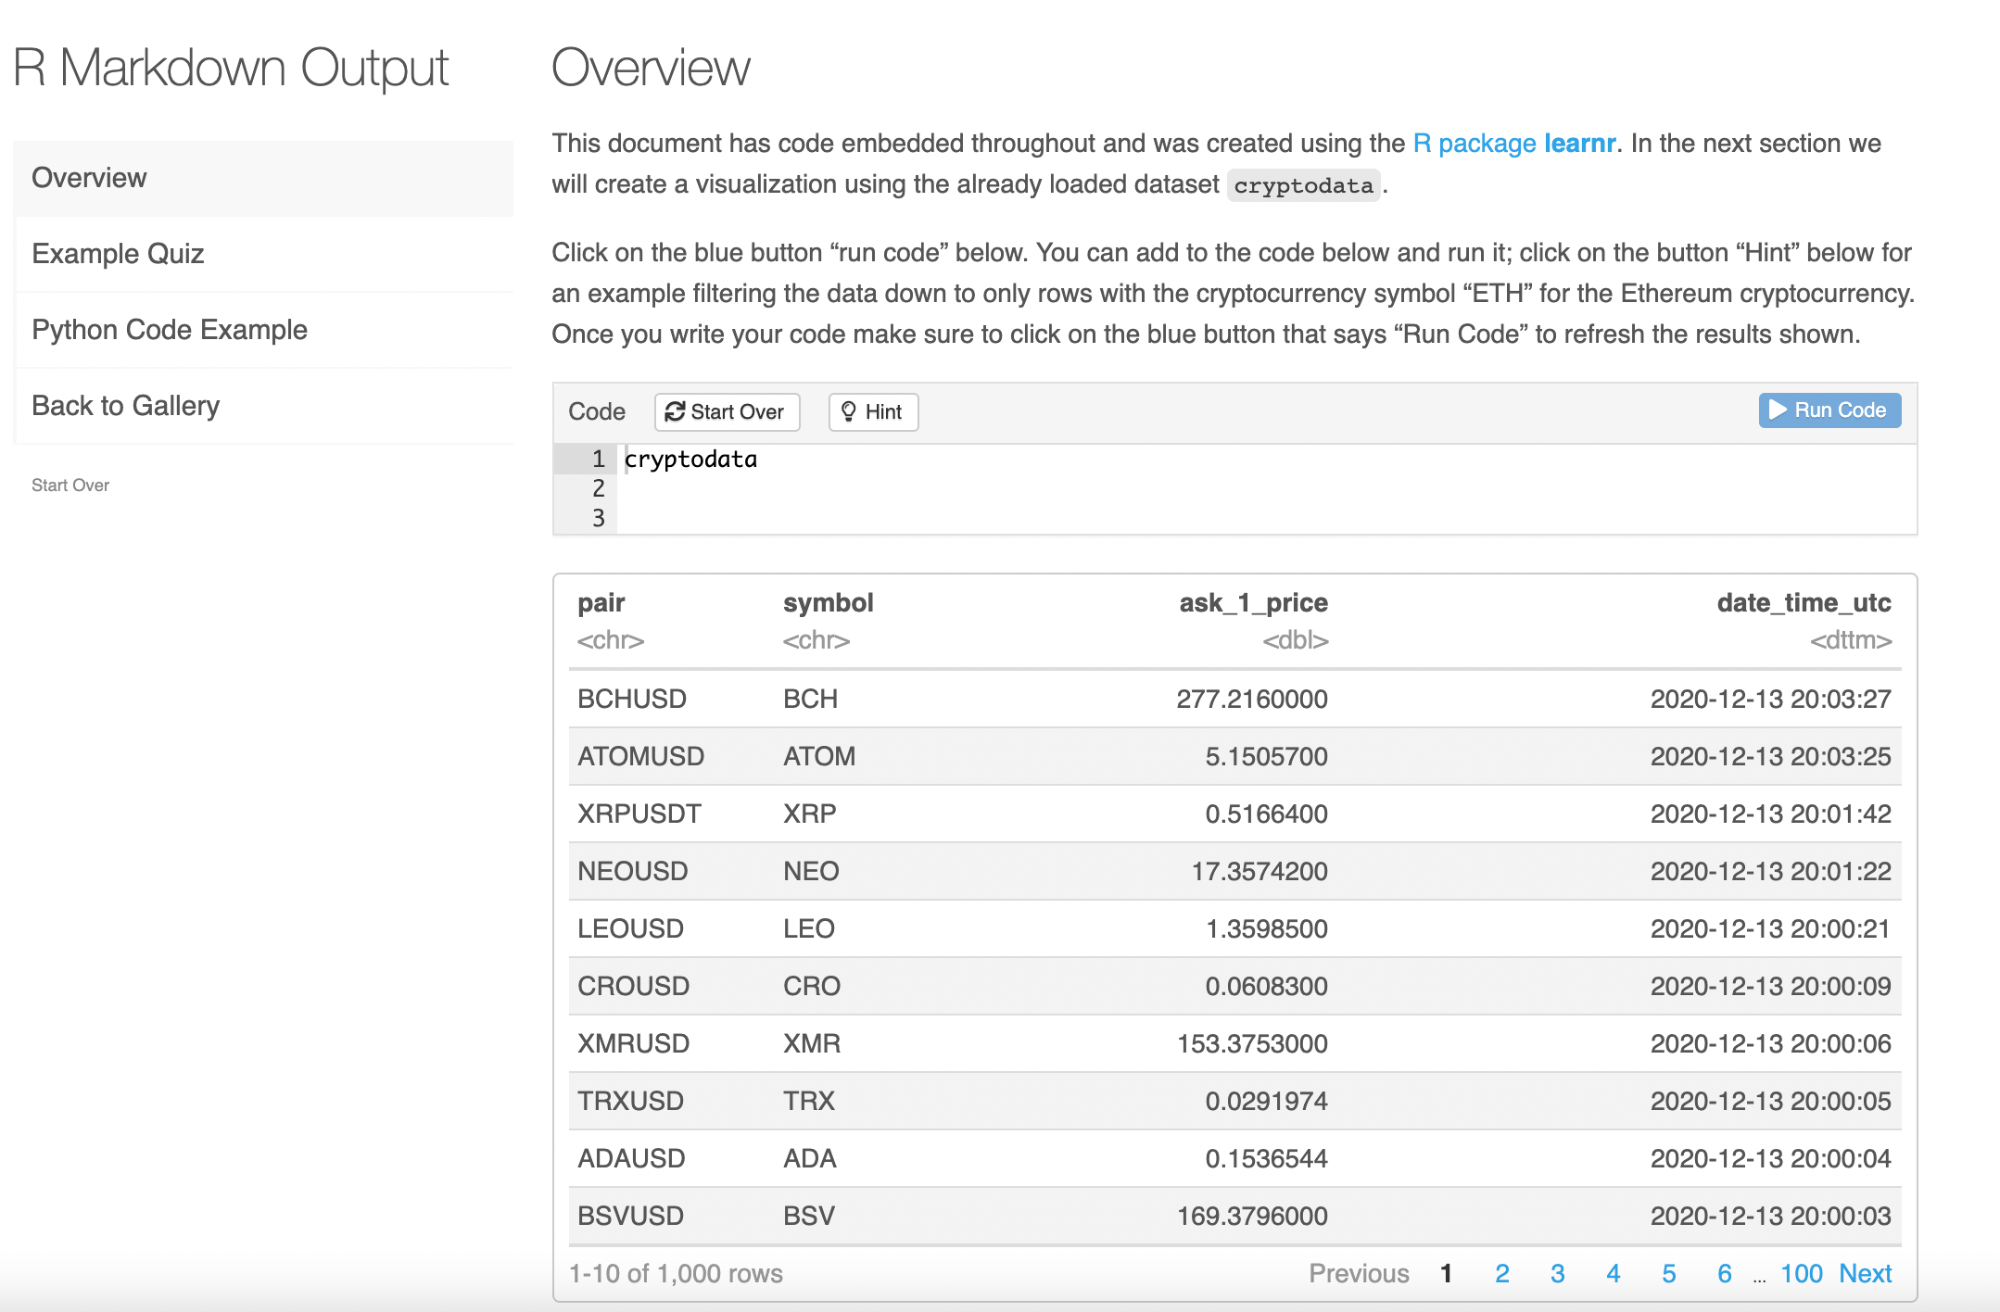 R Markdown Output
Overview
Example Quiz
Python Code Example
Back to Gallery
Start Over
Overview
This document has code embedded throughout and was created using the R package learnr. In the next section we
will create a visualization using the already loaded dataset cryptodata.
Click on the blue button “run code” below. You can add to the code below and run it; click on the button “Hint” below for
an example filtering the data down to only rows with the cryptocurrency symbol “ETH” for the Ethereum cryptocurrency.
Once you write your code make sure to click on the blue button that says “Run Code” to refresh the results shown.
Code Start Over Hint Run Code
1 cryptodata
2
3
pair symbol ask_1_price date_time_utc
<chr> <chr> <dbl> <dttm>
BCHUSD BCH 277.2160000 2020-12-13 20:03:27
ATOMUSD ATOM 5.1505700 2020-12-13 20:03:25
XRPUSDT XRP 0.5166400 2020-12-13 20:01:42
NEOUSD NEO 17.3574200 2020-12-13 20:01:22
LEOUSD LEO 1.3598500 2020-12-13 20:00:21
CROUSD CRO 0.0608300 2020-12-13 20:00:09
XMRUSD XMR 153.3753000 2020-12-13 20:00:06
TRXUSD TRX 0.0291974 2020-12-13 20:00:05
ADAUSD ADA 0.1536544 2020-12-13 20:00:04
BSVUSD BSV 169.3796000 2020-12-13 20:00:03
1-10 of 1,000 rows Previous 1 2 3 4 5 6 ... 100 Next